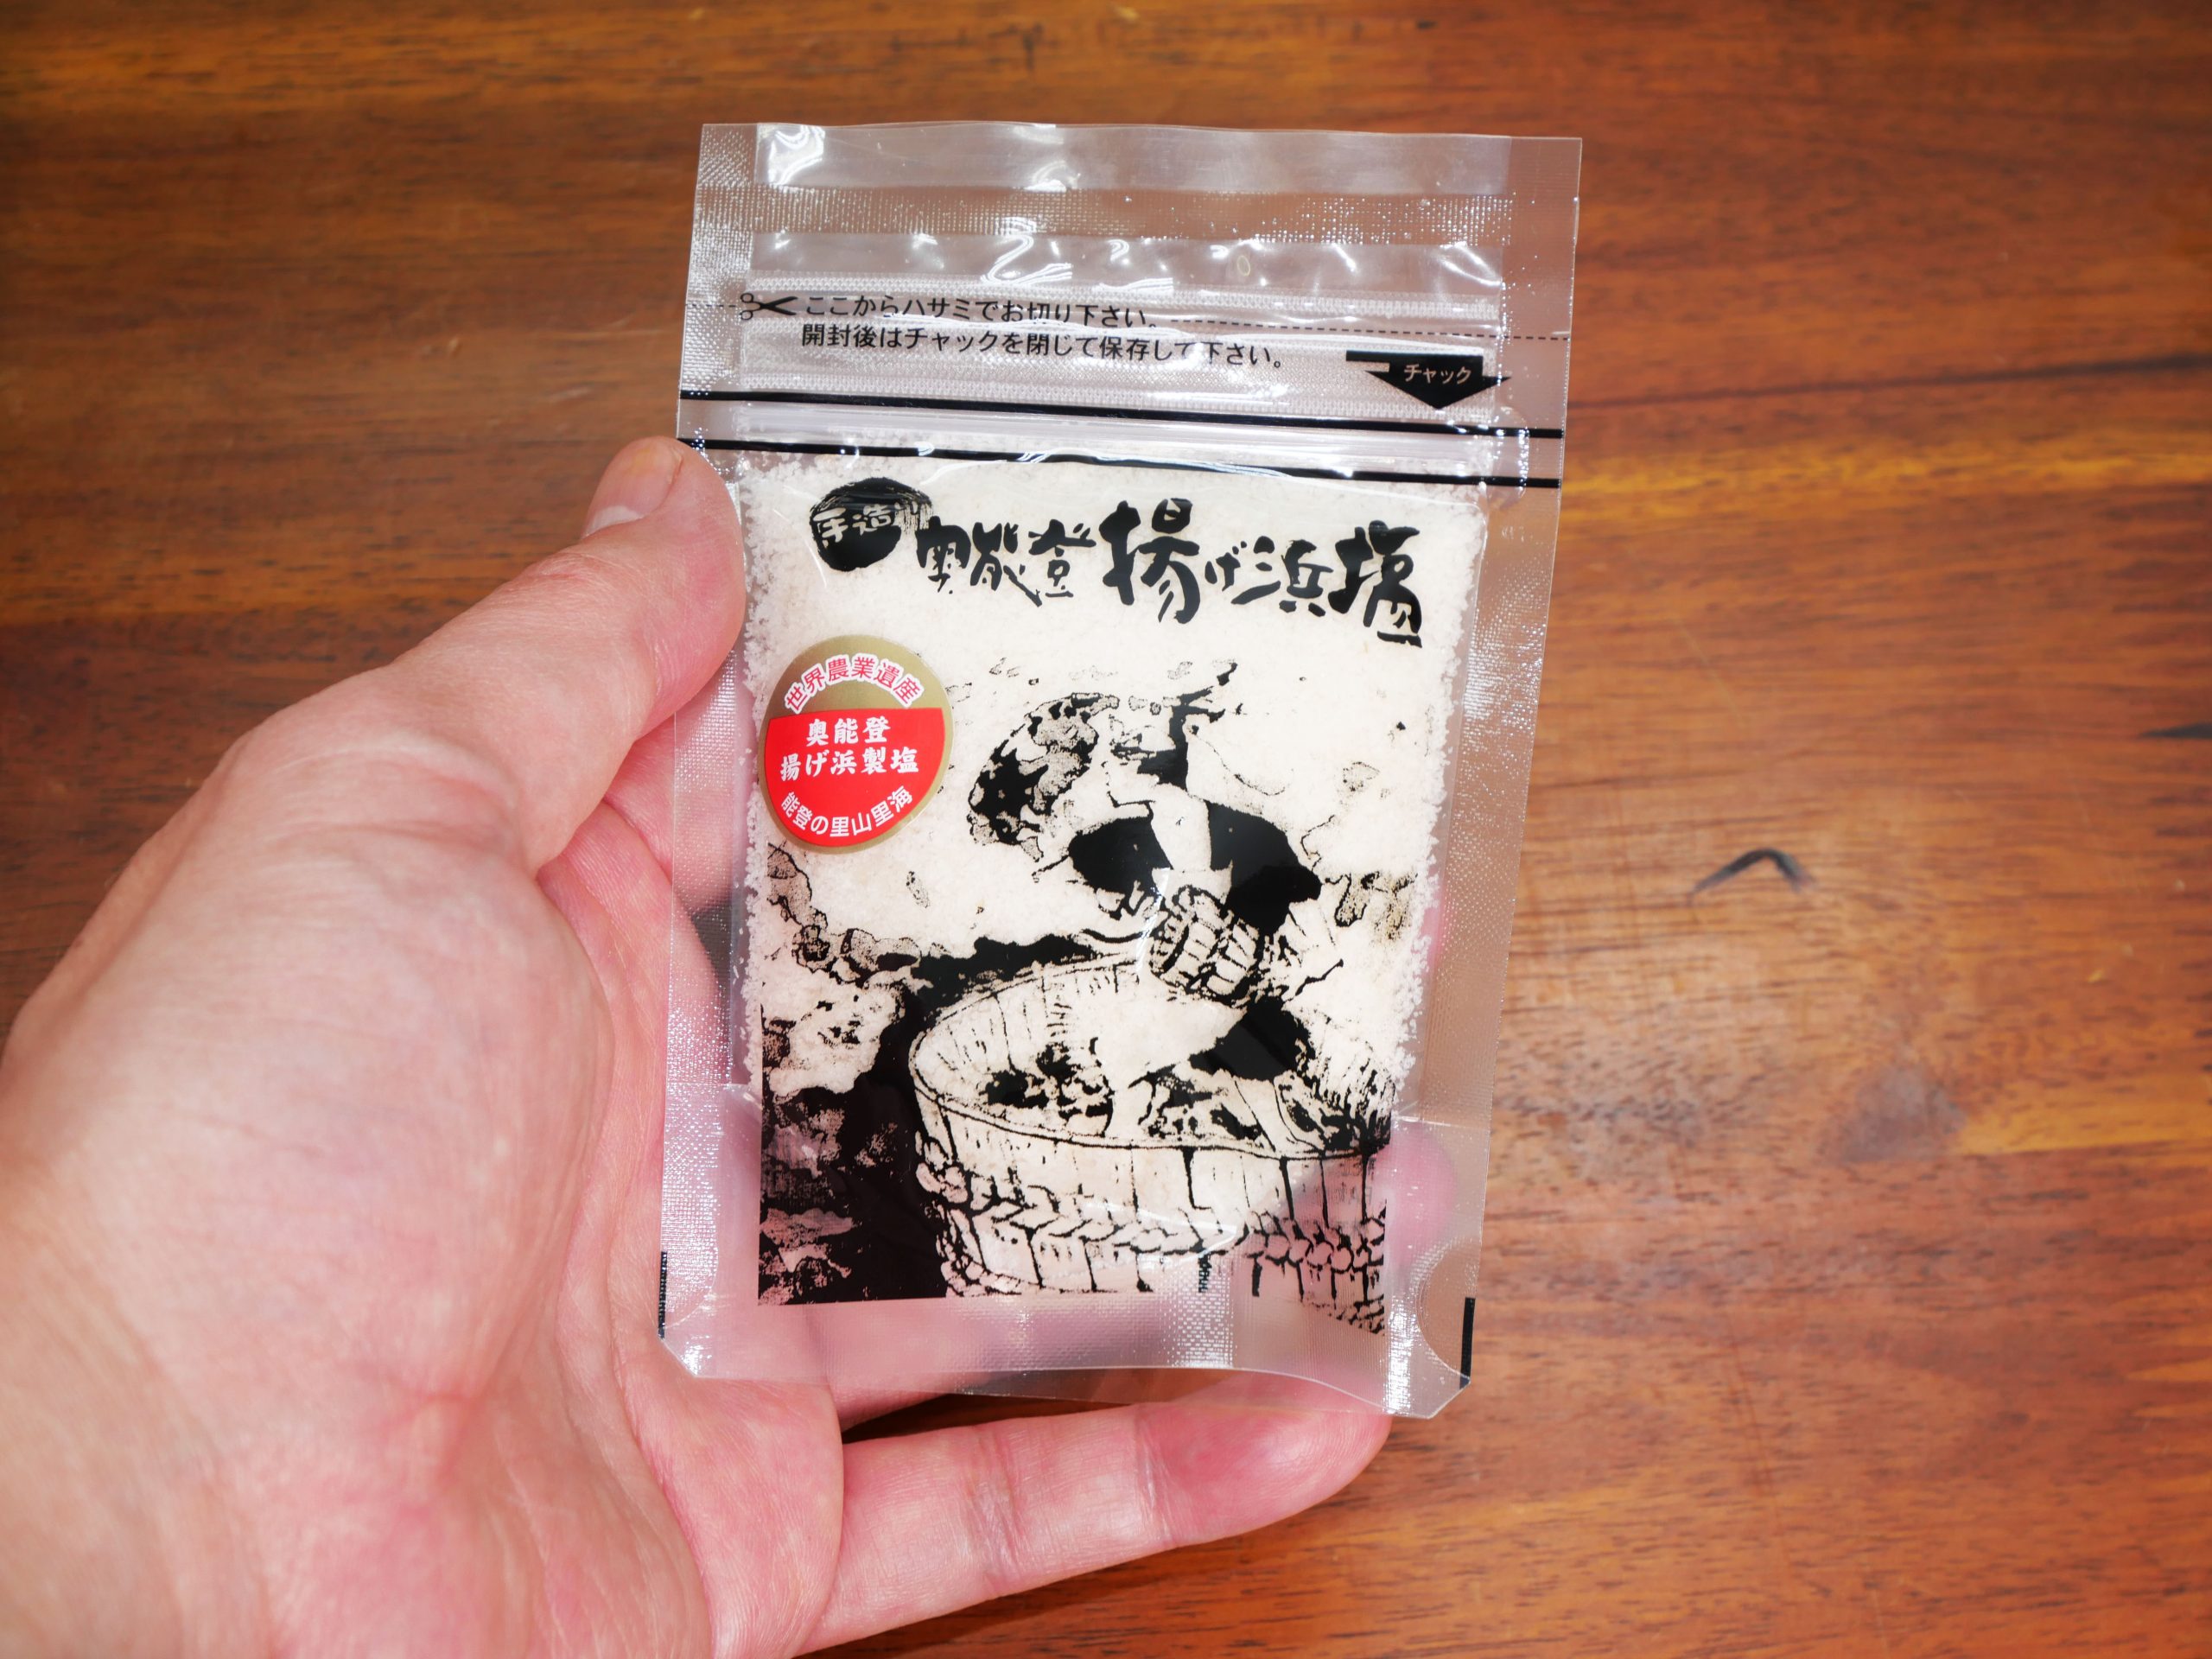 ここからハサミでお切り下さい。
開封後はチャックを閉じて保存して下さい。
チャック
手造
奥能登揚げ浜塩
世界農業遺産
奥能登
揚げ浜製塩
能登の里山里海